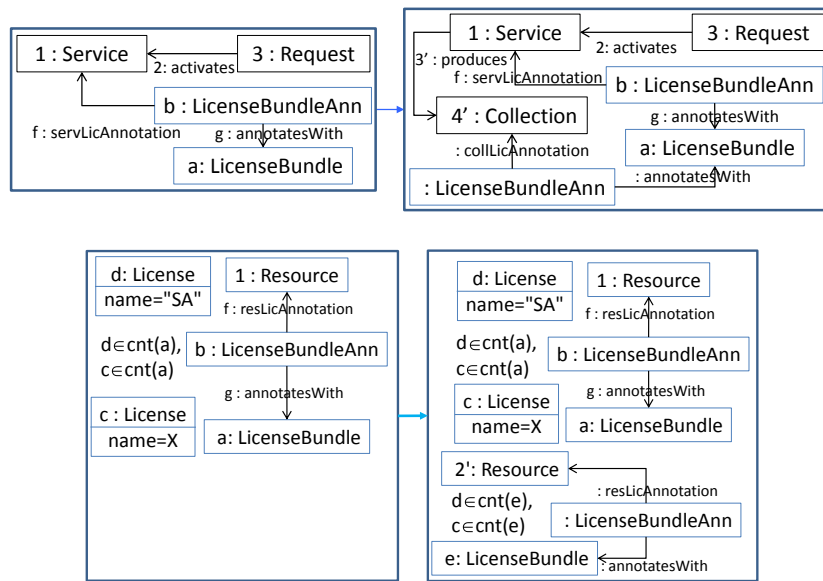 1 : Service
3 : Request
2: activates
b : LicenseBundleAnn
f : servLicAnnotation
g : annotatesWith
a: LicenseBundle
1 : Service
3 : Request
2: activates
3’ : produces
f : servLicAnnotation
b : LicenseBundleAnn
4’ : Collection
g : annotatesWith
: collLicAnnotation
a: LicenseBundle
: annotatesWith
: LicenseBundleAnn
d: License
name="SA"
1 : Resource
f : resLicAnnotation
d∈cnt(a),
c∈cnt(a)
b : LicenseBundleAnn
g : annotatesWith
c : License
name=X
a: LicenseBundle
d: License
name="SA"
1 : Resource
f : resLicAnnotation
d∈cnt(a),
c∈cnt(a)
b : LicenseBundleAnn
g : annotatesWith
c : License
name=X
a: LicenseBundle
2': Resource
: resLicAnnotation
d∈cnt(e),
c∈cnt(e)
: LicenseBundleAnn
e: LicenseBundle
: annotatesWith